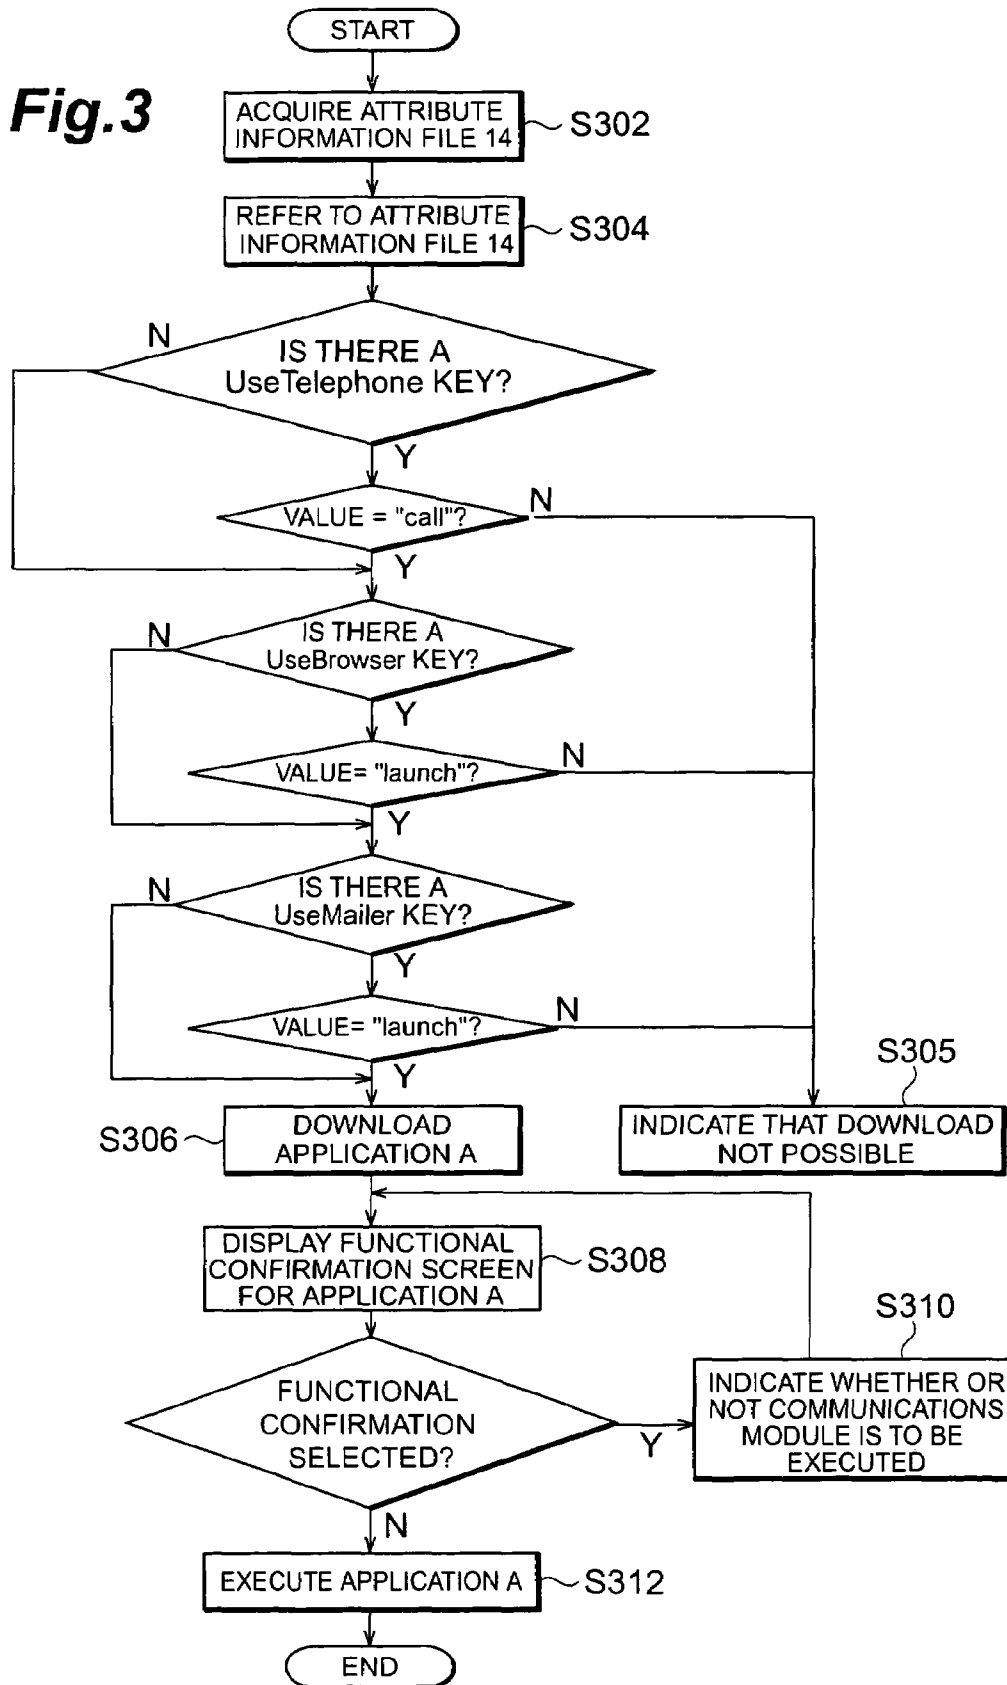 START
Fig.3
ACQUIRE ATTRIBUTE
INFORMATION FILE 14
S302
REFER TO ATTRIBUTE
INFORMATION FILE 14
S304
N
IS THERE A
UseTelephone KEY?
Y
VALUE = "call"?
N
Y
N
IS THERE A
UseBrowser KEY?
Y
VALUE= "launch"?
N
Y
N
IS THERE A
UseMailer KEY?
Y
VALUE= "launch"?
N
Y
S305
S306
DOWNLOAD
APPLICATION A
INDICATE THAT DOWNLOAD
NOT POSSIBLE
DISPLAY FUNCTIONAL
CONFIRMATION SCREEN
FOR APPLICATION A
S308
S310
FUNCTIONAL
CONFIRMATION
SELECTED?
Y
INDICATE WHETHER OR
NOT COMMUNICATIONS
MODULE IS TO BE
EXECUTED
N
EXECUTE APPLICATION A
S312
END